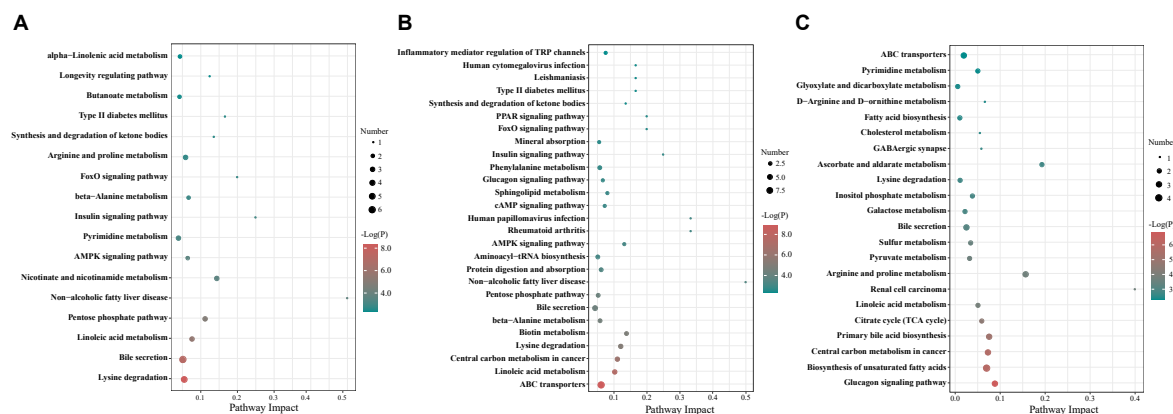 A
alpha−Linolenic acid metabolism
Longevity regulating pathway
Butanoate metabolism
Type II diabetes mellitus
Synthesis and degradation of ketone bodies
Arginine and proline metabolism
FoxO signaling pathway
beta−Alanine metabolism
Insulin signaling pathway
Pyrimidine metabolism
AMPK signaling pathway
Nicotinate and nicotinamide metabolism
Non−alcoholic fatty liver disease
Pentose phosphate pathway
Linoleic acid metabolism
Bile secretion
Lysine degradation
0.1 0.2 0.3 0.4 0.5
Pathway Impact
Number
1
2
3
4
5
6
-Log(P)
8.0
6.0
4.0
B
Inflammatory mediator regulation of TRP channels
Human cytomegalovirus infection
Leishmaniasis
Type II diabetes mellitus
Synthesis and degradation of ketone bodies
PPAR signaling pathway
FoxO signaling pathway
Mineral absorption
Insulin signaling pathway
Phenylalanine metabolism
Glucagon signaling pathway
Sphingolipid metabolism
cAMP signaling pathway
Human papillomavirus infection
Rheumatoid arthritis
AMPK signaling pathway
Aminoacyl−tRNA biosynthesis
Protein digestion and absorption
Non−alcoholic fatty liver disease
Pentose phosphate pathway
Bile secretion
beta−Alanine metabolism
Biotin metabolism
Lysine degradation
Central carbon metabolism in cancer
Linoleic acid metabolism
ABC transporters
0.1 0.2 0.3 0.4 0.5
Pathway Impact
Number
2.5
5.0
7.5
-Log(P)
8.0
6.0
4.0
C
ABC transporters
Pyrimidine metabolism
Glyoxylate and dicarboxylate metabolism
D−Arginine and D−ornithine metabolism
Fatty acid biosynthesis
Cholesterol metabolism
GABAergic synapse
Ascorbate and aldarate metabolism
Lysine degradation
Inositol phosphate metabolism
Galactose metabolism
Bile secretion
Sulfur metabolism
Pyruvate metabolism
Arginine and proline metabolism
Renal cell carcinoma
Linoleic acid metabolism
Citrate cycle (TCA cycle)
Primary bile acid biosynthesis
Central carbon metabolism in cancer
Biosynthesis of unsaturated fatty acids
Glucagon signaling pathway
0.0 0.1 0.2 0.3 0.4
Pathway Impact
Number
1
2
3
4
-Log(P)
6
5
4
3